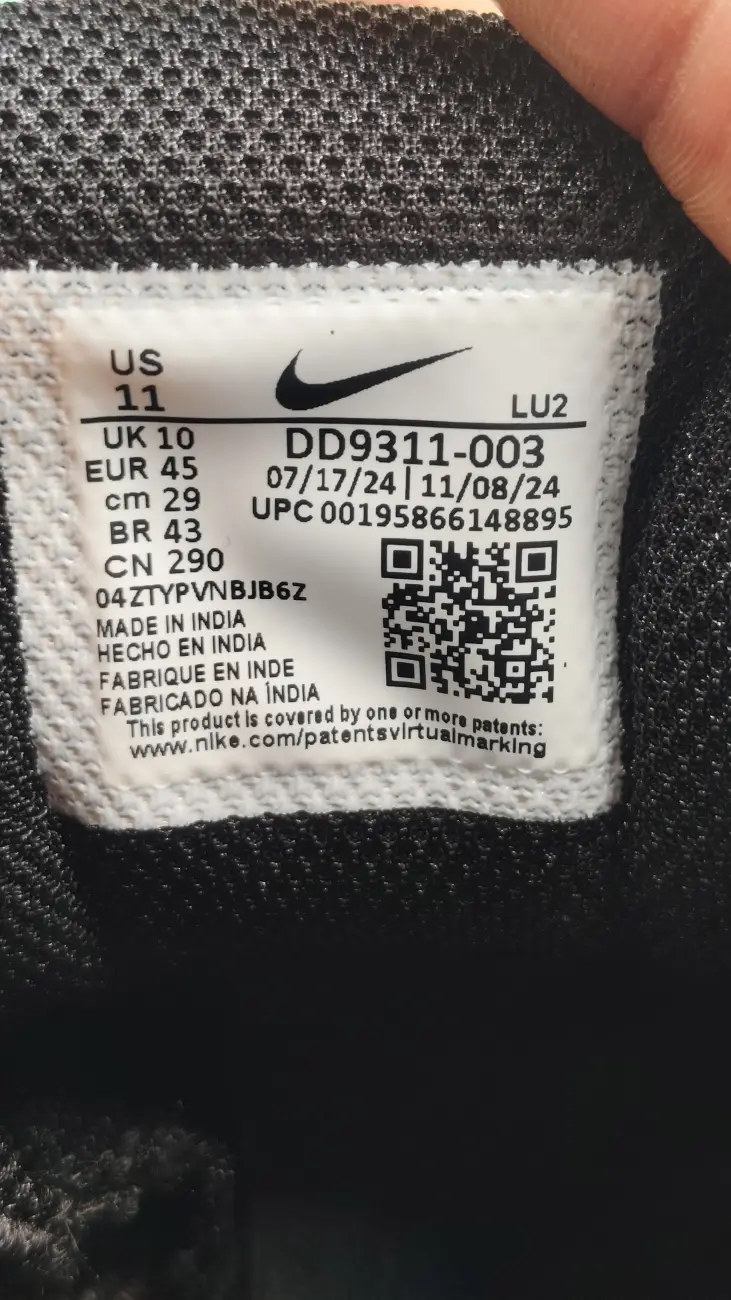 US
11
LU2
UK 10
EUR 45
cm 29
BR 43
CN 290
DD9311-003
07/17/24 | 11/08/24
UPC 00195866148895
04ZTYPVNBJB6Z
MADE IN INDIA
HECHO EN INDIA
FABRIQUE EN INDE
FABRICADO NA ÍNDIA
This product is covered by one or more patents:
www.nike.com/patentsvirtualmarking